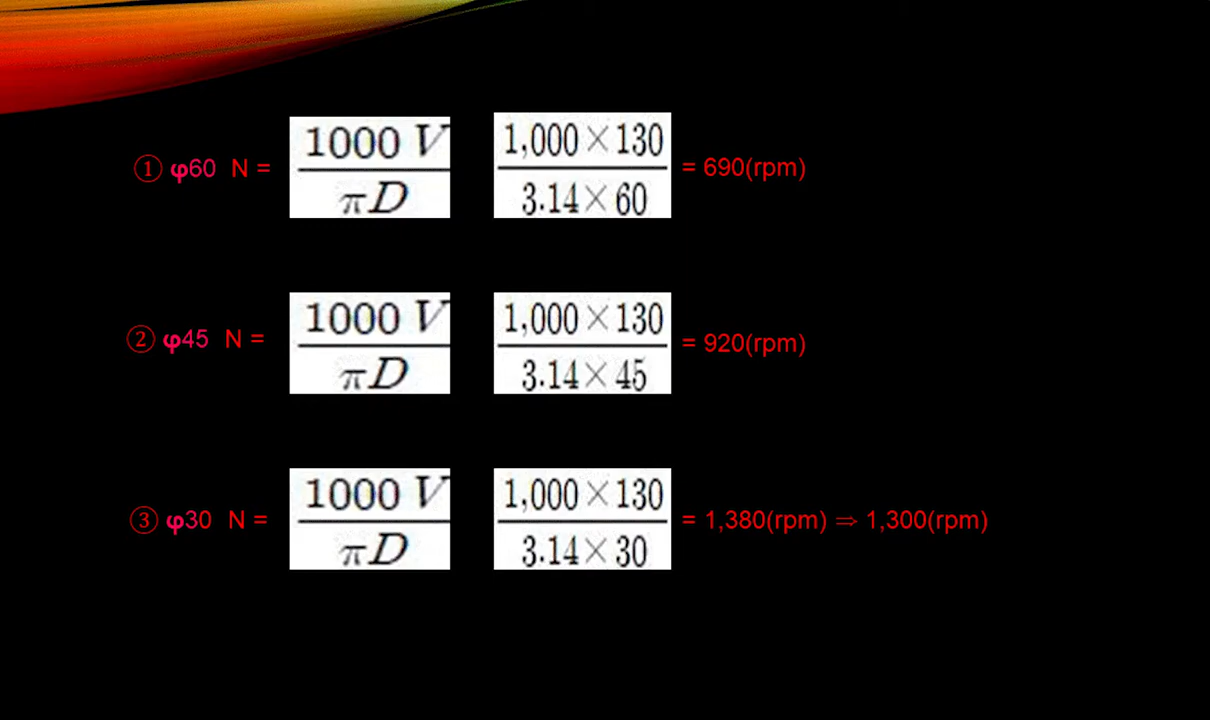 ① φ60 N = 1000 V / πD 1,000×130 / 3.14×60 = 690(rpm)
② φ45 N = 1000 V / πD 1,000×130 / 3.14×45 = 920(rpm)
③ φ30 N = 1000 V / πD 1,000×130 / 3.14×30 = 1,380(rpm) ⇒ 1,300(rpm)